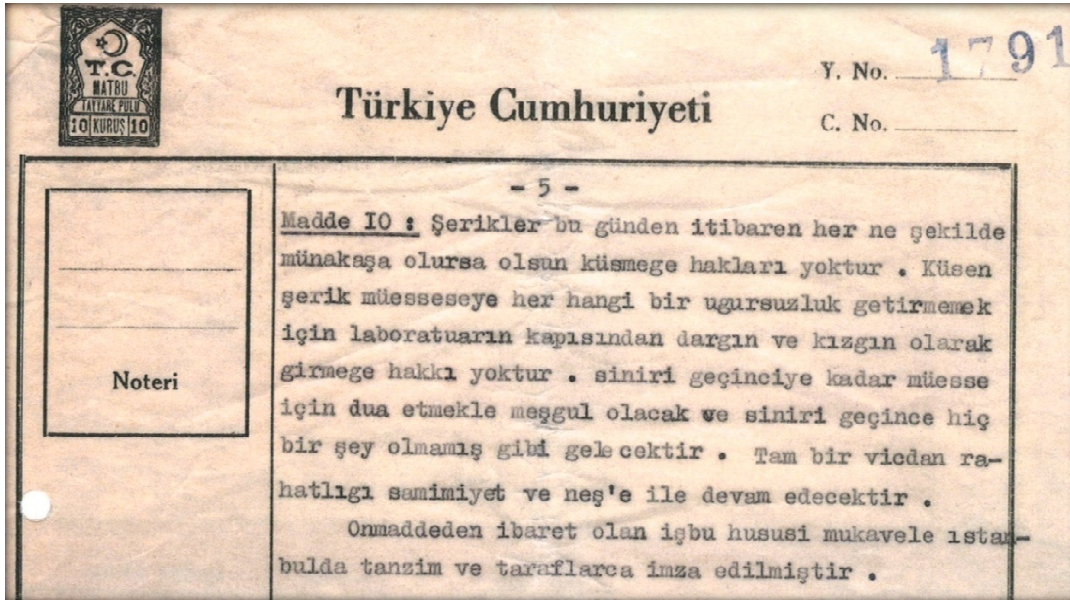 T.C.
MATBU
TAYYARE PULU
10 KURUŞ 10
Türkiye Cumhuriyeti
Y. No. 1791
C. No.
Noteri
- 5 -
Madde IO : Şerikler bu günden itibaren her ne şekilde
münakaşa olursa olsun küsmege hakları yoktur . Küsen
şerik müesseseye her hangi bir ugursuzluk getirmemek
için laboratuarın kapısından dargın ve kızgın olarak
girmege hakkı yoktur . siniri geçinciye kadar müesse
için dua etmekle meşgul olacak ve siniri geçince hiç
bir şey olmamış gibi gelecektir . Tam bir vicdan ra-
hatlıgı samimiyet ve neş'e ile devam edecektir .
Onmaddeden ibaret olan işbu hususi mukavele ıstan-
bulda tanzim ve taraflarca imza edilmiştir .